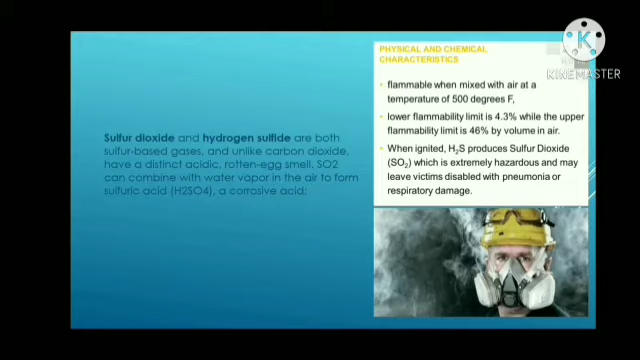 Sulfur dioxide and hydrogen sulfide are both
sulfur-based gases, and unlike carbon dioxide,
have a distinct acidic, rotten-egg smell. SO2
can combine with water vapor in the air to form
sulfuric acid (H2SO4), a corrosive acid;
PHYSICAL AND CHEMICAL
CHARACTERISTICS
• flammable when mixed with air at a
temperature of 500 degrees F,
• lower flammability limit is 4.3% while the upper
flammability limit is 46% by volume in air.
• When ignited, H₂S produces Sulfur Dioxide
(SO₂) which is extremely hazardous and may
leave victims disabled with pneumonia or
respiratory damage.
K
KINEMASTER